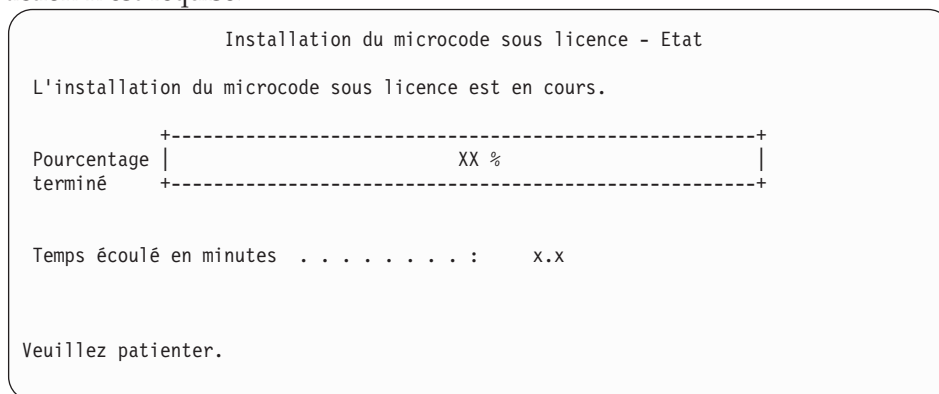 Installation du microcode sous licence - Etat
L'installation du microcode sous licence est en cours.
+-------------------------------------------------------+
Pourcentage | XX % |
terminé +-------------------------------------------------------+
Temps écoulé en minutes . . . . . . . . : x.x
Veuillez patienter.